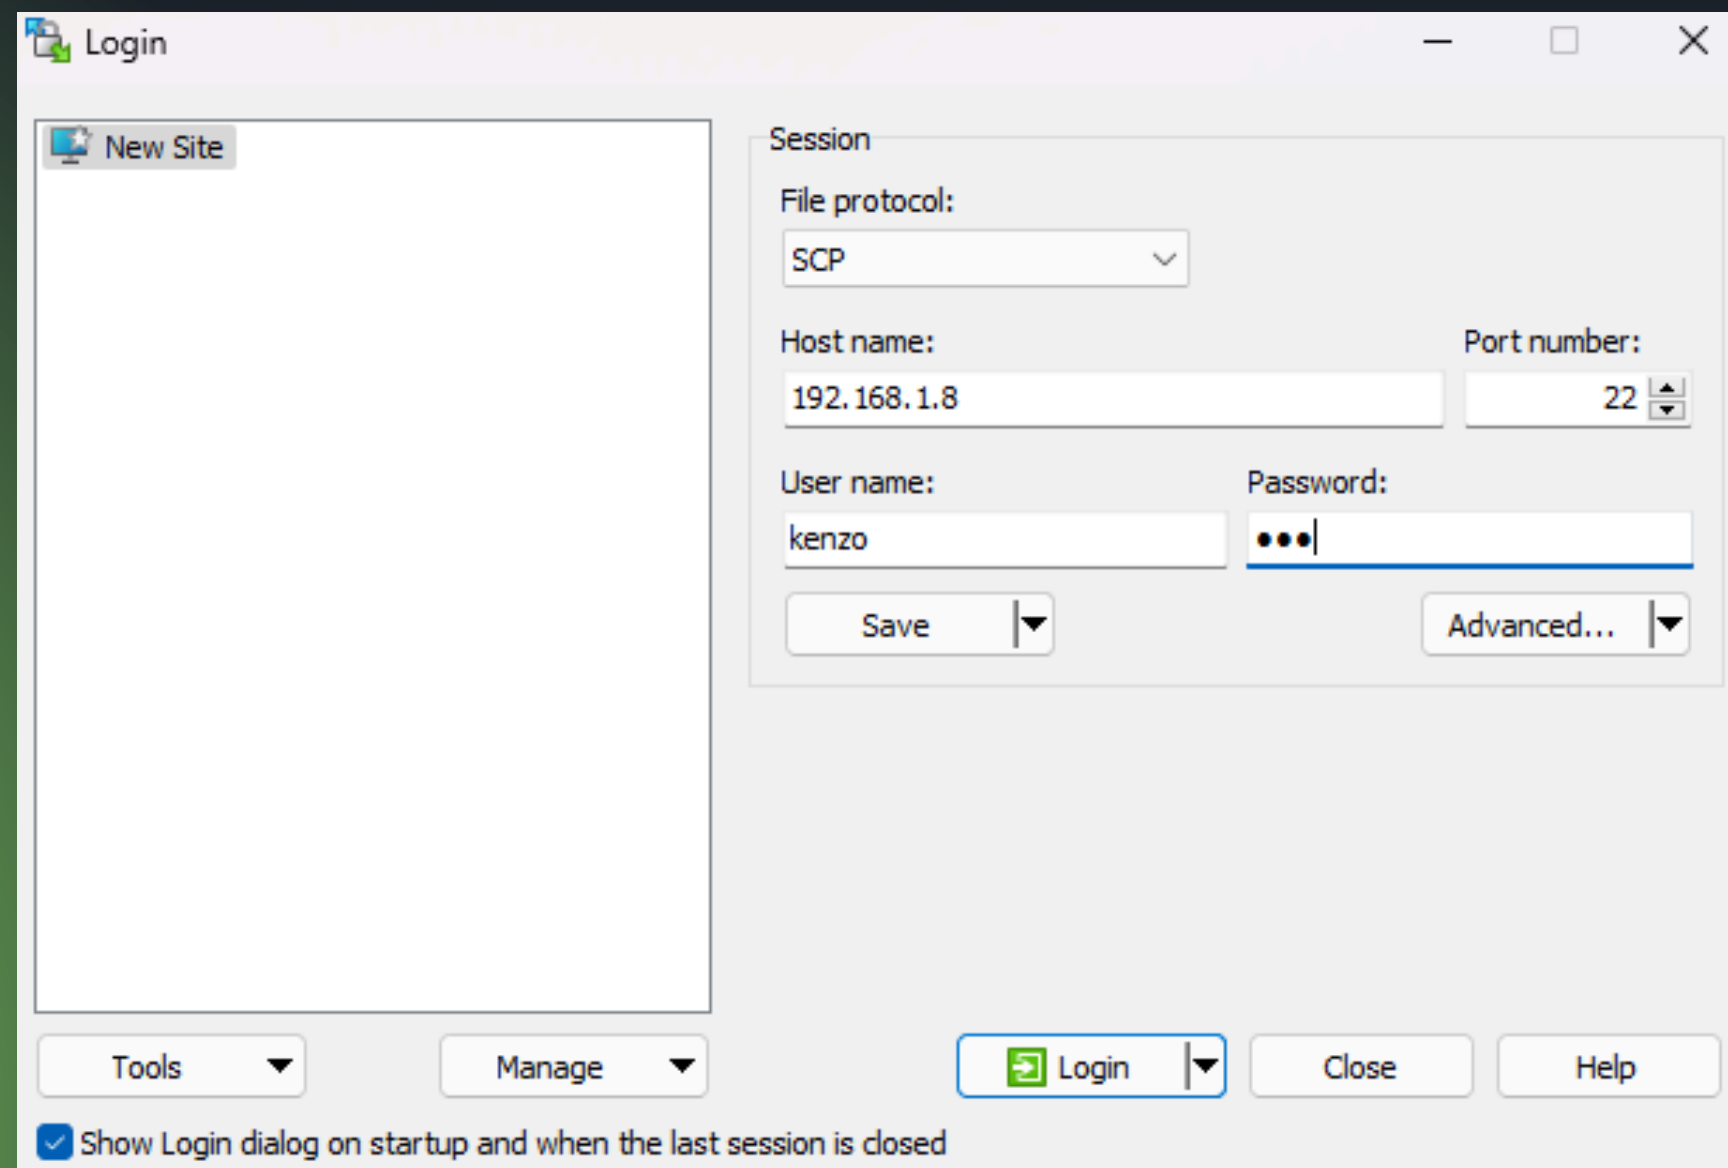 Login
New Site
Session
File protocol:
SCP
Host name:
Port number:
192.168.1.8
22
User name:
Password:
kenzo
•••
Save
Advanced...
Tools
Manage
Login
Close
Help
Show Login dialog on startup and when the last session is closed